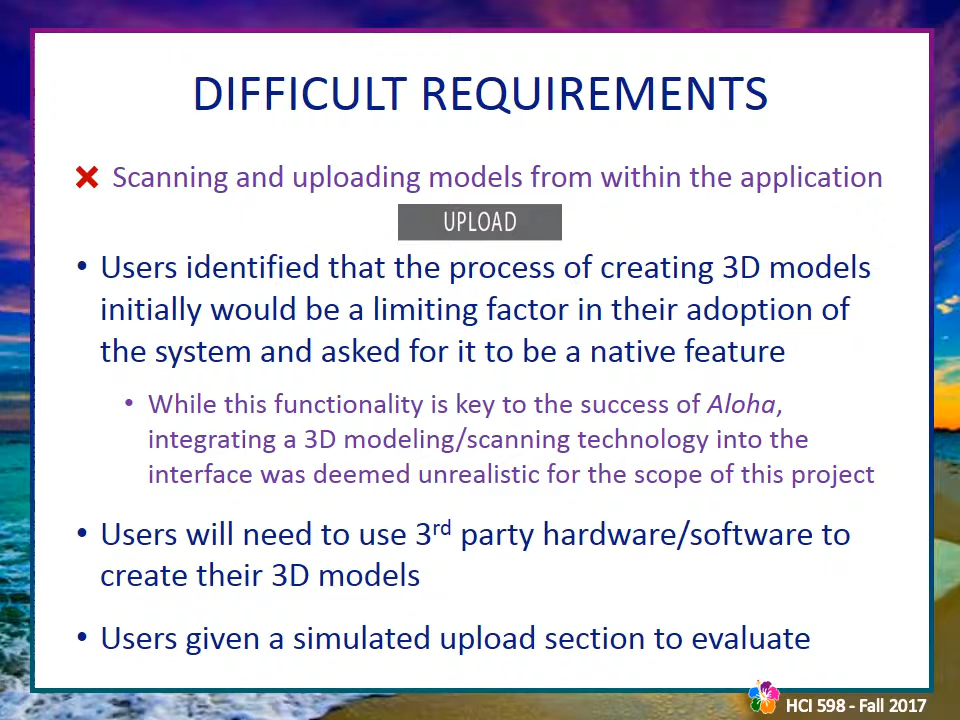 DIFFICULT REQUIREMENTS
❌ Scanning and uploading models from within the application
UPLOAD
• Users identified that the process of creating 3D models
initially would be a limiting factor in their adoption of
the system and asked for it to be a native feature
• While this functionality is key to the success of Aloha,
integrating a 3D modeling/scanning technology into the
interface was deemed unrealistic for the scope of this project
• Users will need to use 3rd party hardware/software to
create their 3D models
• Users given a simulated upload section to evaluate
HCI 598 - Fall 2017